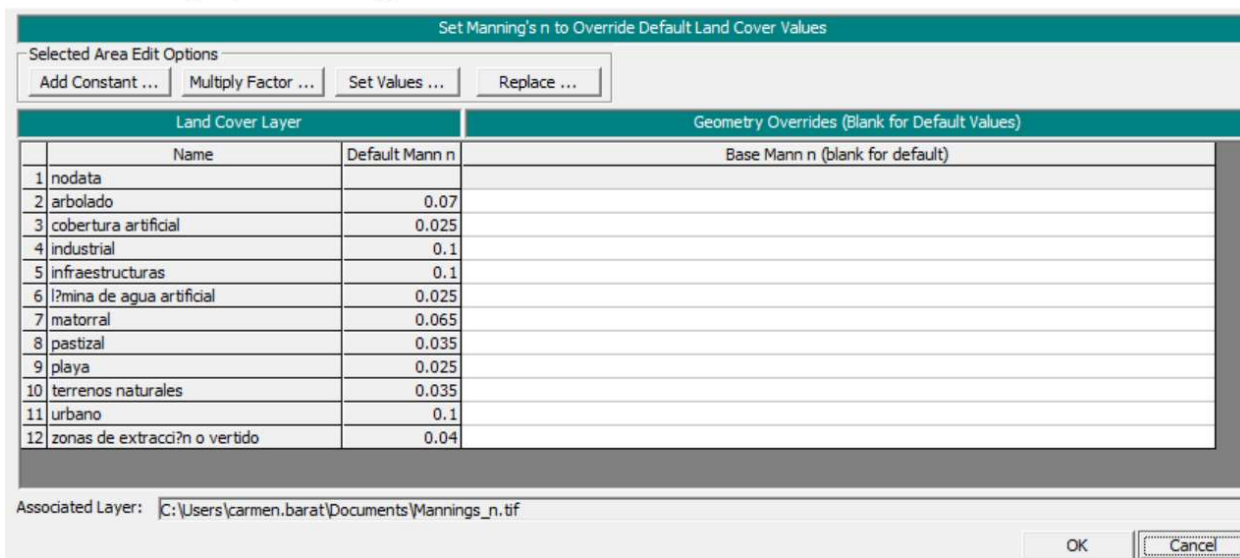 Set Manning's n to Override Default Land Cover Values
Selected Area Edit Options
Add Constant ... Multiply Factor ... Set Values ... Replace ...
Land Cover Layer Geometry Overrides (Blank for Default Values)
Name Default Mann n Base Mann n (blank for default)
1 nodata
2 arbolado 0.07
3 cobertura artificial 0.025
4 industrial 0.1
5 infraestructuras 0.1
6 l?mina de agua artificial 0.025
7 matorral 0.065
8 pastizal 0.035
9 playa 0.025
10 terrenos naturales 0.035
11 urbano 0.1
12 zonas de extracci?n o vertido 0.04
Associated Layer: C:\Users\carmen.barat\Documents\Mannings_n.tif
OK Cancel